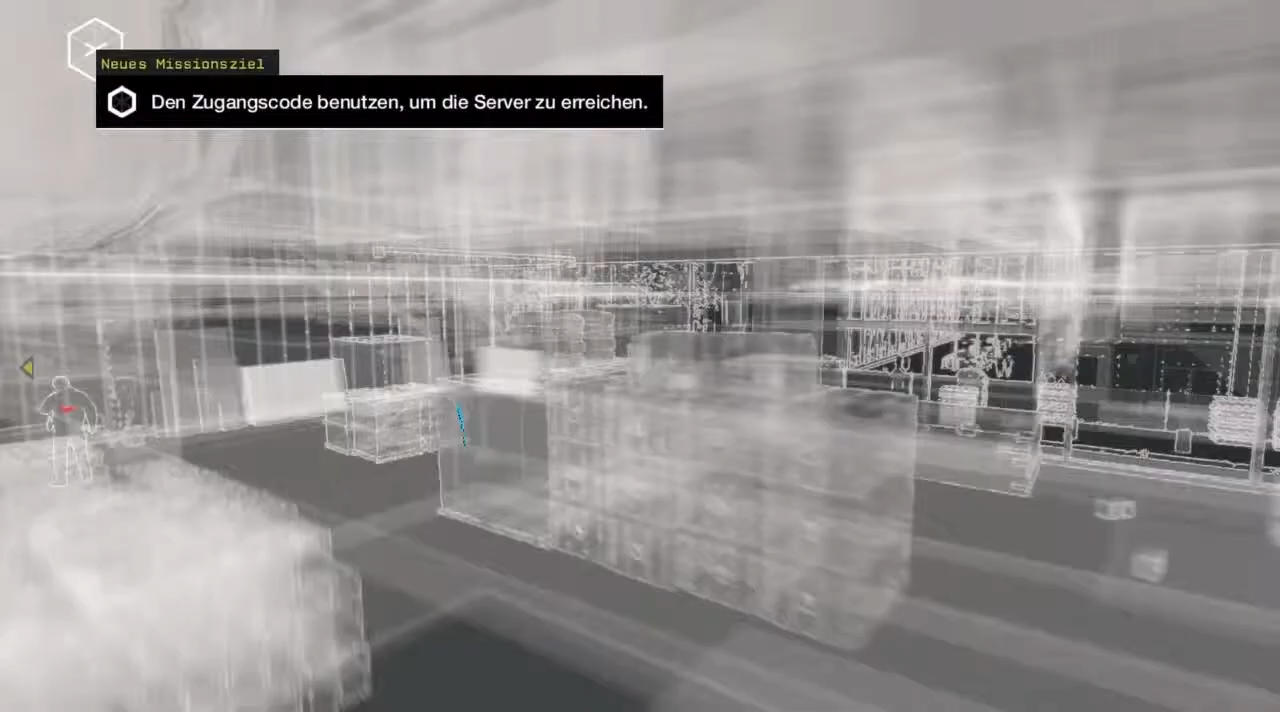 Neues Missionsziel
Den Zugangscode benutzen, um die Server zu erreichen.